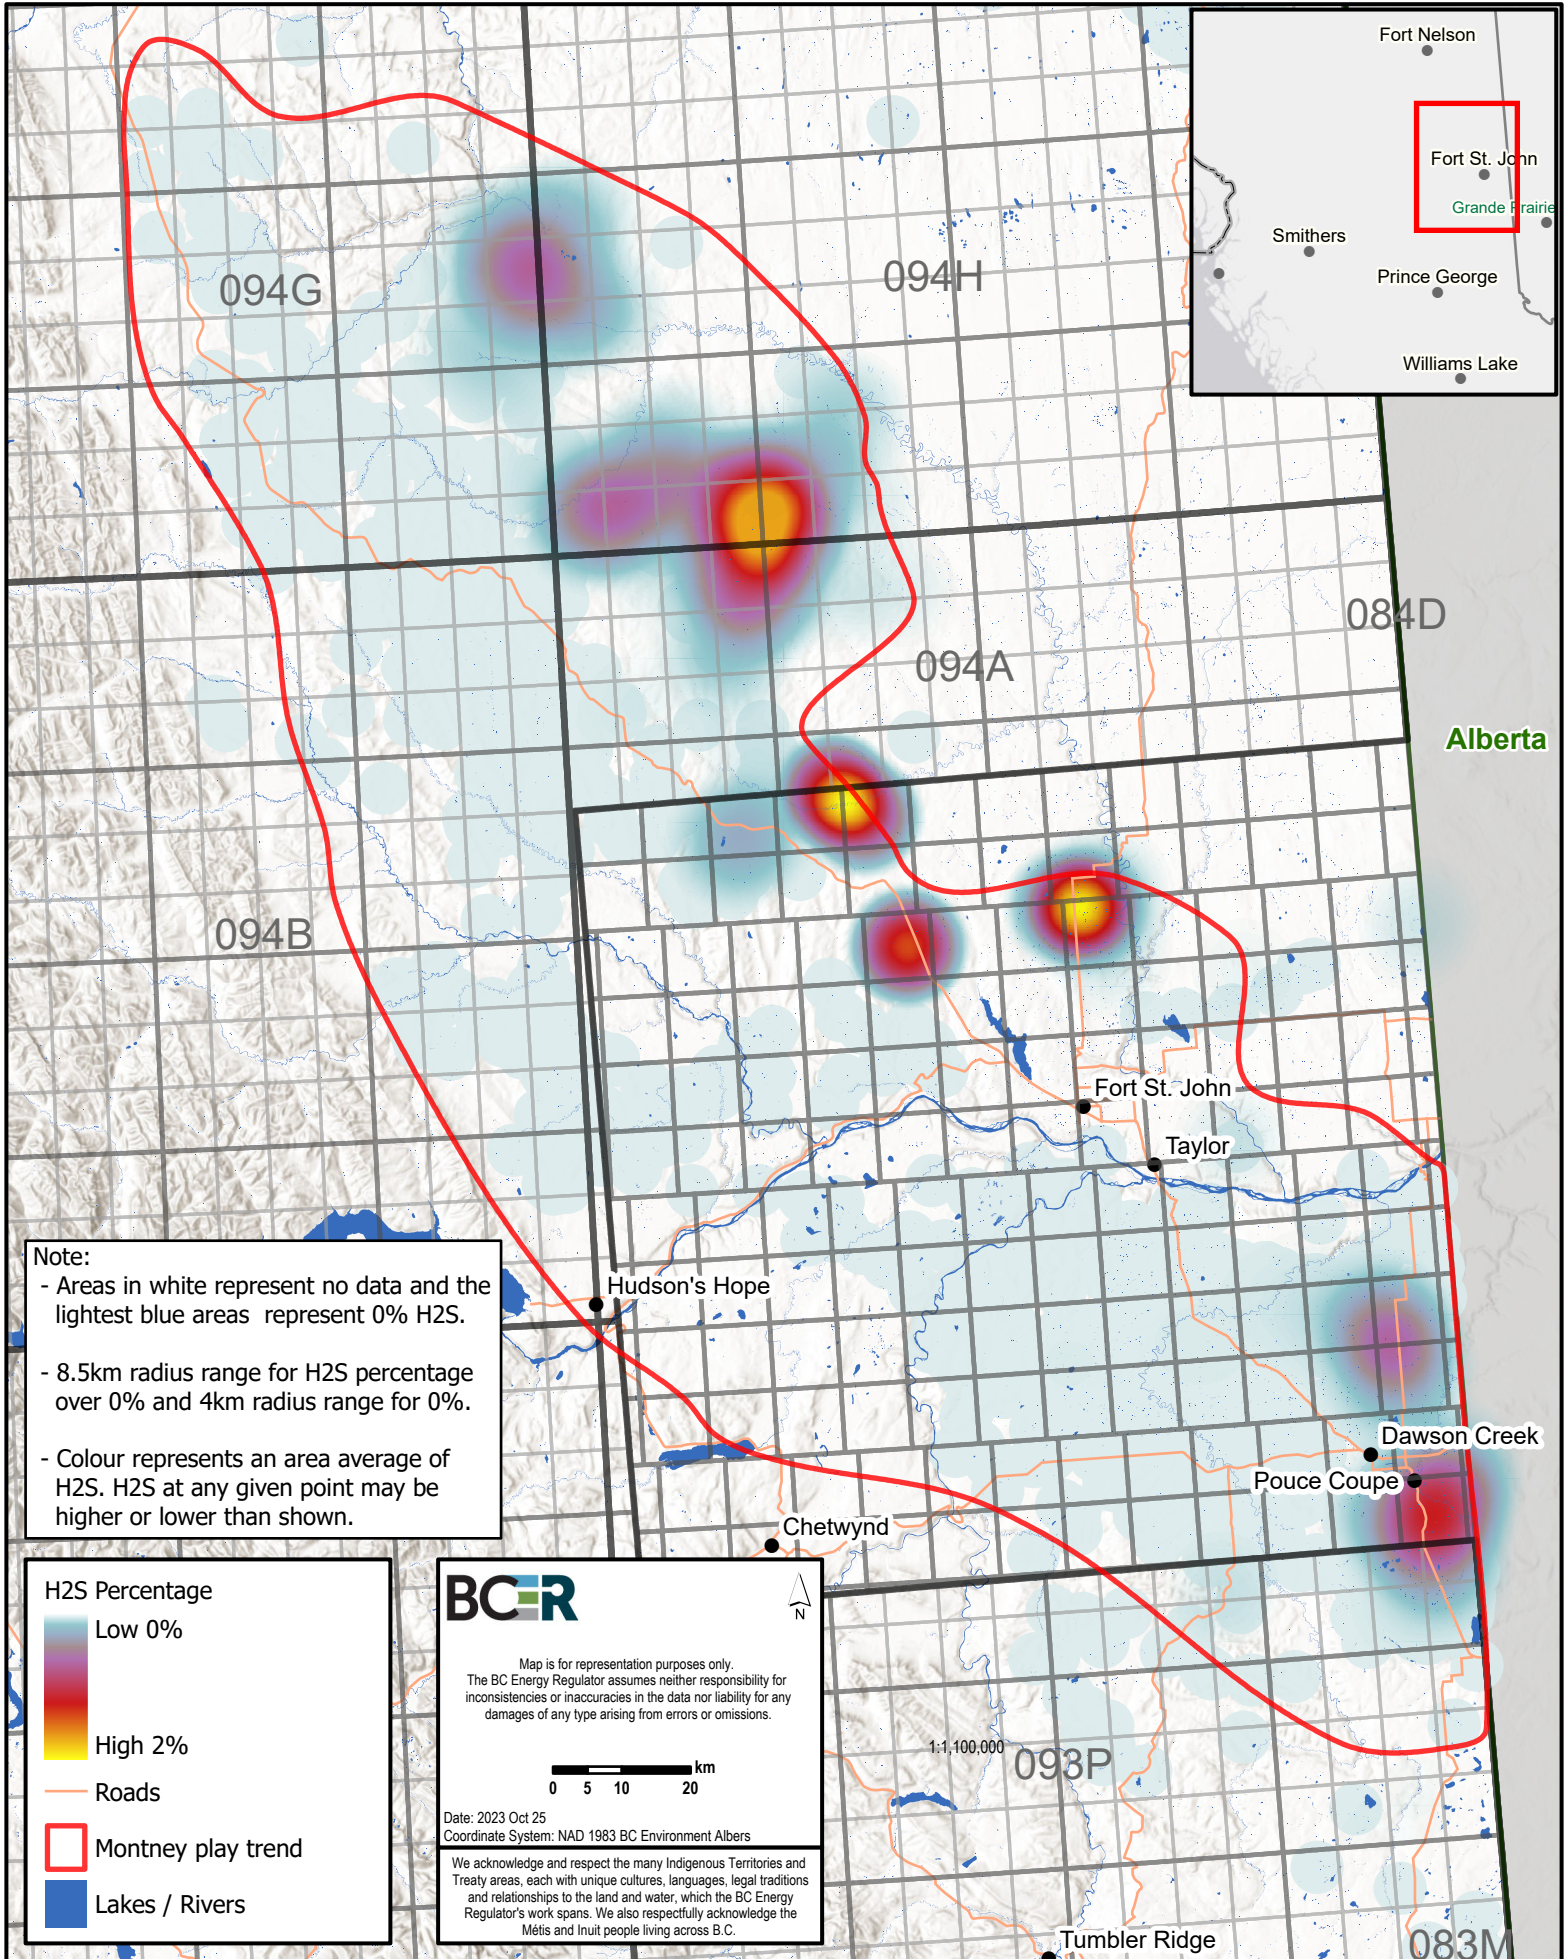 Fort Nelson
Fort St. John
Grande Prairie
Smithers
Prince George
Williams Lake
094G
094H
084D
094A
Alberta
094B
Fort St. John
Taylor
Hudson's Hope
Dawson Creek
Pouce Coupe
Chetwynd
Note:
- Areas in white represent no data and the
lightest blue areas represent 0% H2S.
- 8.5km radius range for H2S percentage
over 0% and 4km radius range for 0%.
- Colour represents an area average of
H2S. H2S at any given point may be
higher or lower than shown.
H2S Percentage
Low 0%
High 2%
Roads
Montney play trend
Lakes / Rivers
BCER
N
Map is for representation purposes only.
The BC Energy Regulator assumes neither responsibility for
inconsistencies or inaccuracies in the data nor liability for any
damages of any type arising from errors or omissions.
km
0 5 10 20
Date: 2023 Oct 25
Coordinate System: NAD 1983 BC Environment Albers
We acknowledge and respect the many Indigenous Territories and
Treaty areas, each with unique cultures, languages, legal traditions
and relationships to the land and water, which the BC Energy
Regulator's work spans. We also respectfully acknowledge the
Métis and Inuit people living across B.C.
1:1,100,000
093P
Tumbler Ridge
083M